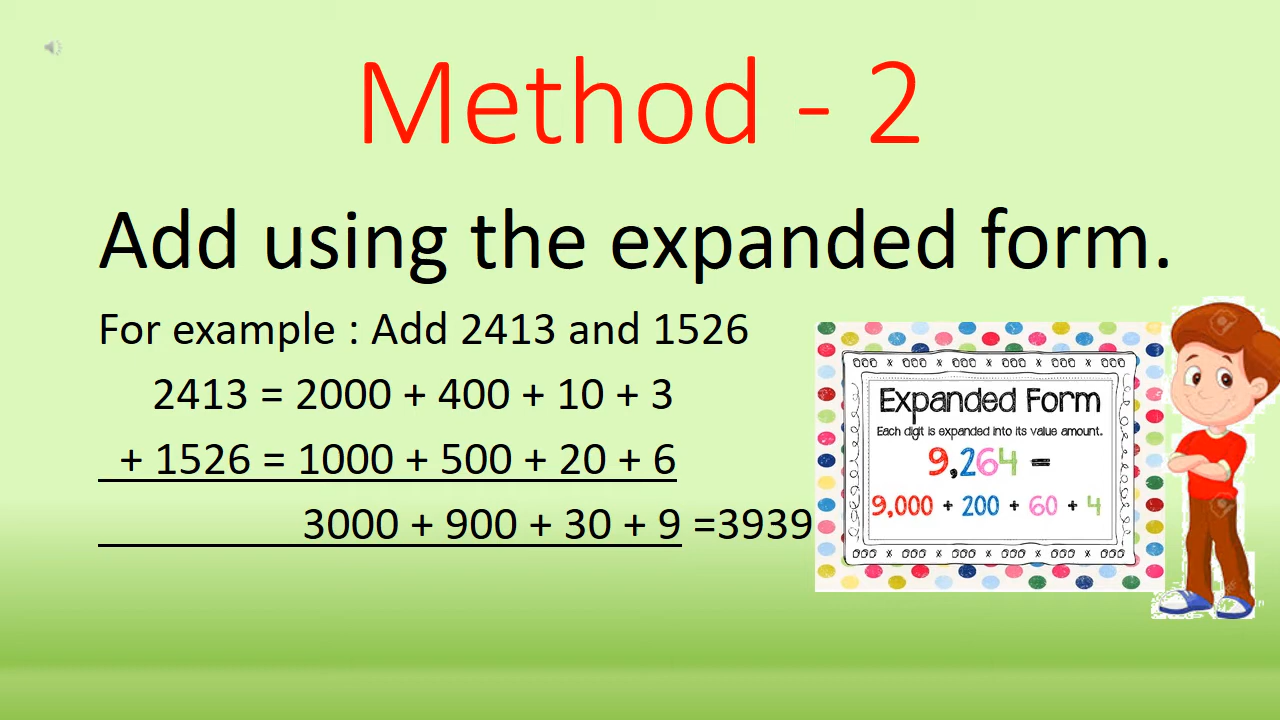 Method - 2
Add using the expanded form.
For example : Add 2413 and 1526
2413 = 2000 + 400 + 10 + 3
+ 1526 = 1000 + 500 + 20 + 6
3000 + 900 + 30 + 9 =3939
Expanded Form
Each digit is expanded into its value amount.
9,264 =
9,000 + 200 + 60 + 4